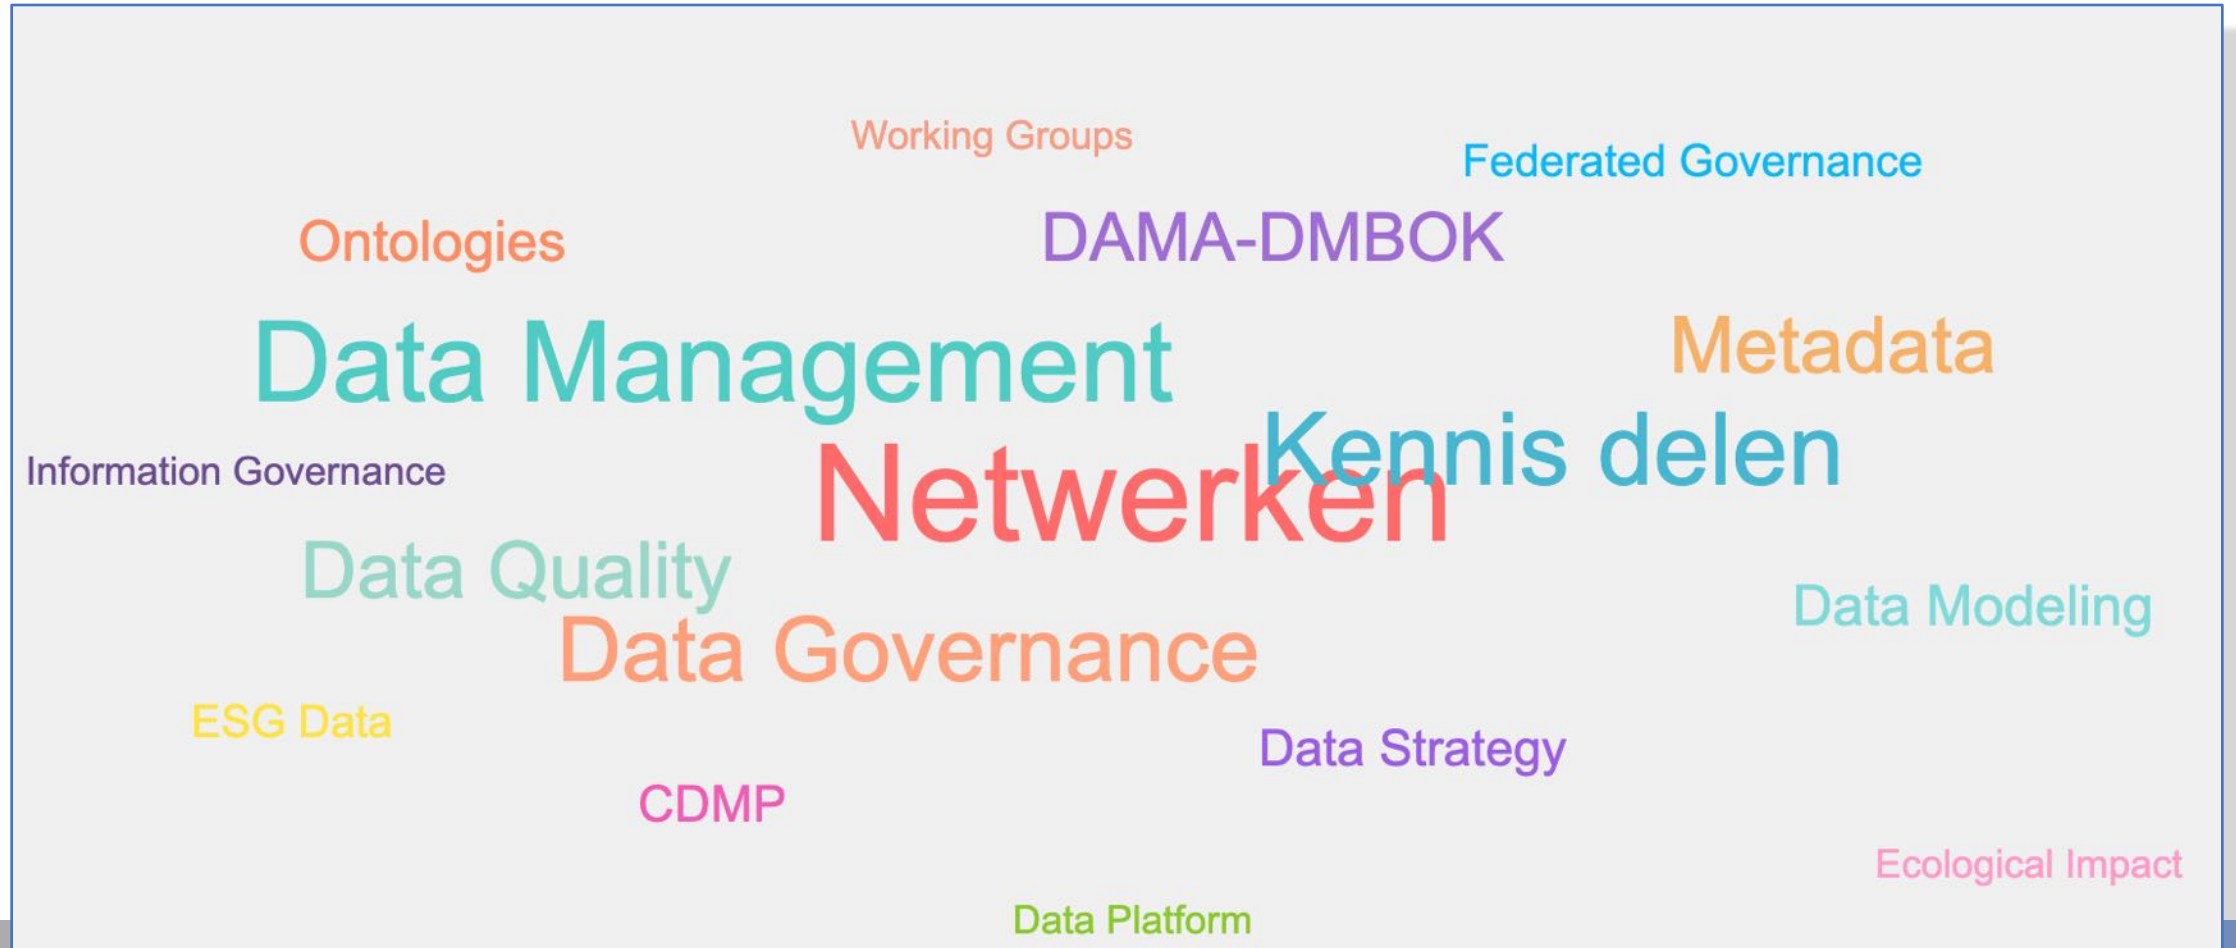 Working Groups
Federated Governance
Ontologies
DAMA-DMBOK
Data Management
Metadata
Kennis delen
Information Governance
Netwerken
Data Quality
Data Modeling
Data Governance
ESG Data
Data Strategy
CDMP
Ecological Impact
Data Platform